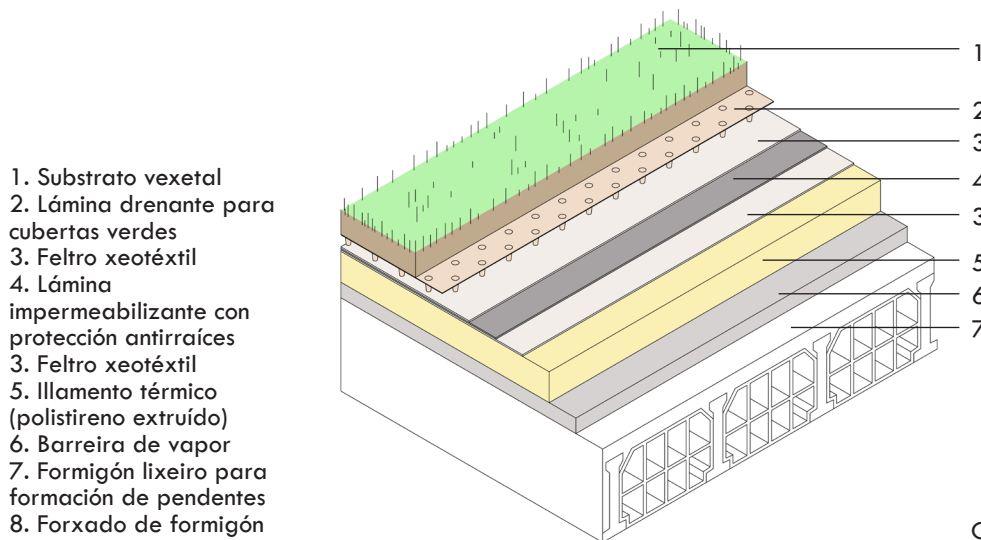 1. Substrato vexetal
2. Lámina drenante para
cubertas verdes
3. Feltro xeotéxtil
4. Lámina
impermeabilizante con
protección antirraíces
3. Feltro xeotéxtil
5. Illamento térmico
(polistireno extruído)
6. Barreira de vapor
7. Formigón lixeiro para
formación de pendentes
8. Forxado de formigón
1
2
3
4
3
5
6
7